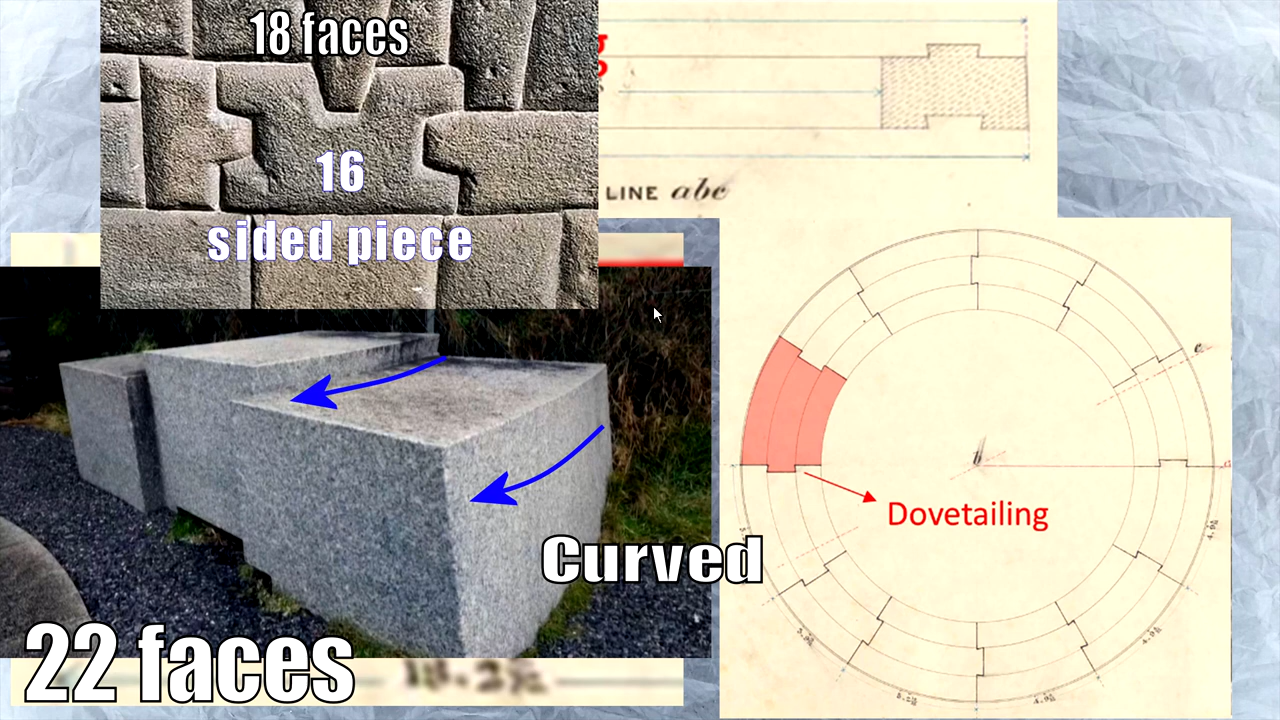 18 faces
16
sided piece
LINE abc
Dovetailing
Curved
22 faces